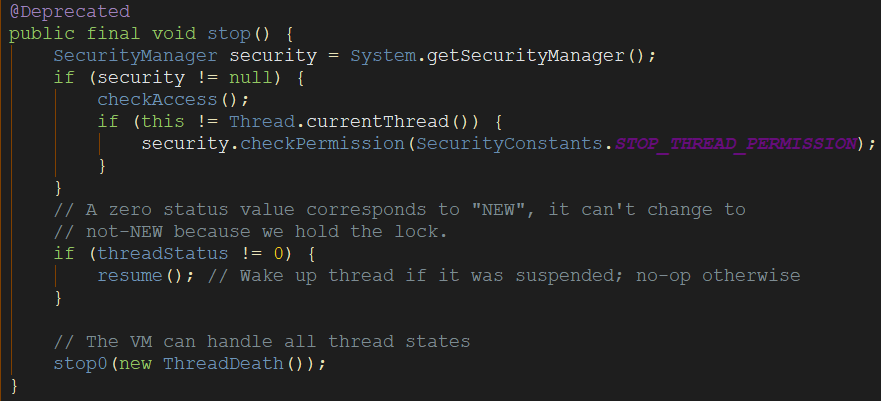 @Deprecated
public final void stop() {
    SecurityManager security = System.getSecurityManager();
    if (security != null) {
        checkAccess();
        if (this != Thread.currentThread()) {
            security.checkPermission(SecurityConstants.STOP_THREAD_PERMISSION);
        }
    }
    // A zero status value corresponds to "NEW", it can't change to
    // not-NEW because we hold the lock.
    if (threadStatus != 0) {
        resume(); // Wake up thread if it was suspended; no-op otherwise
    }

    // The VM can handle all thread states
    stop0(new ThreadDeath());
}